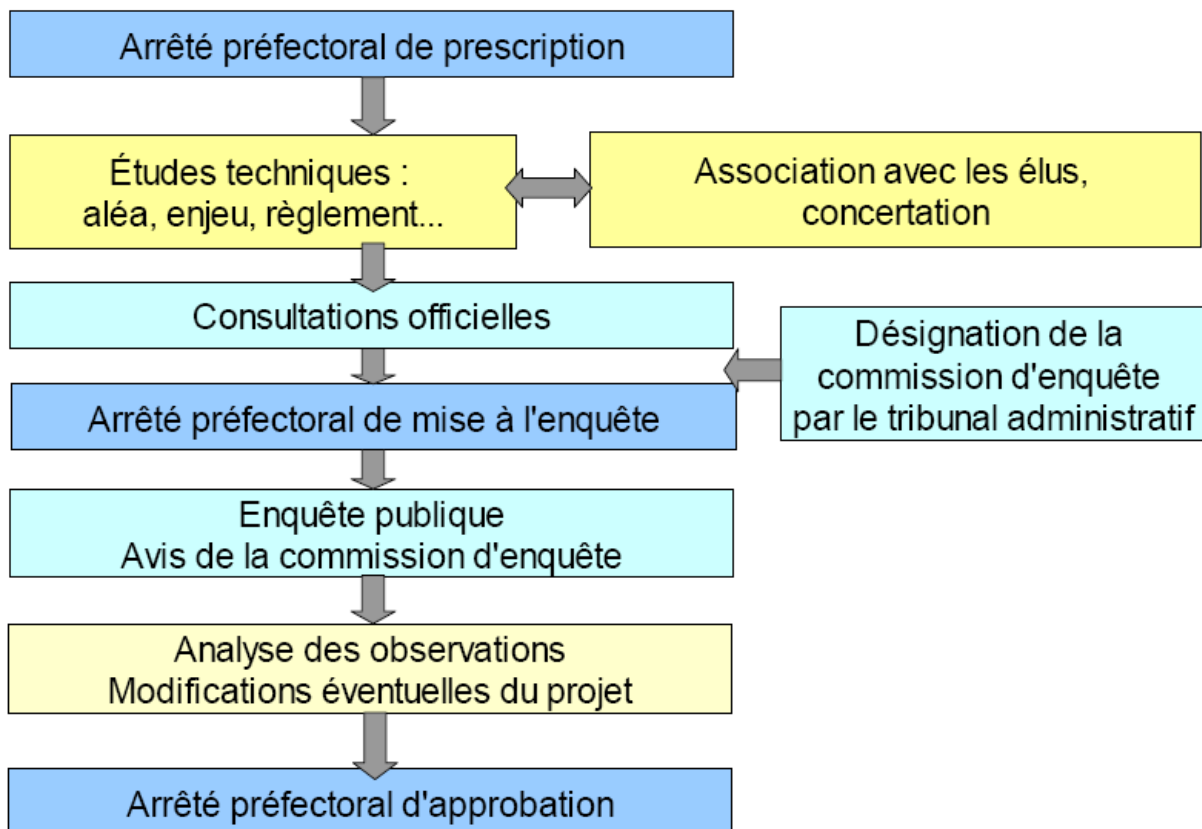 Arrêté préfectoral de prescription
Études techniques :
aléa, enjeu, règlement...
Association avec les élus,
concertation
Consultations officielles
Désignation de la
commission d'enquête
par le tribunal administratif
Arrêté préfectoral de mise à l'enquête
Enquête publique
Avis de la commission d'enquête
Analyse des observations
Modifications éventuelles du projet
Arrêté préfectoral d'approbation